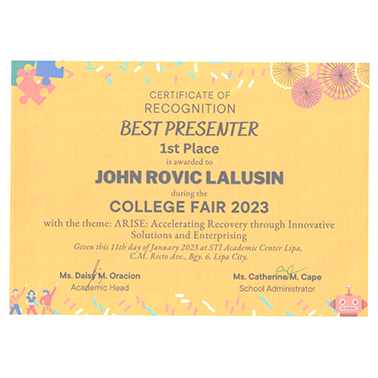 CERTIFICATE OF
RECOGNITION
BEST PRESENTER
1st Place
is awarded to
JOHN ROVIC LALUSIN
during the
COLLEGE FAIR 2023
with the theme: ARISE: Accelerating Recovery through Innovative
Solutions and Enterprising
Given this 11th day of January 2023 at STI Academic Center Lipa,
C.M. Recto Ave., Bgy. 6, Lipa City.
Ms. Daisy M. Oracion
Academic Head
Ms. Catherine M. Cape
School Administrator